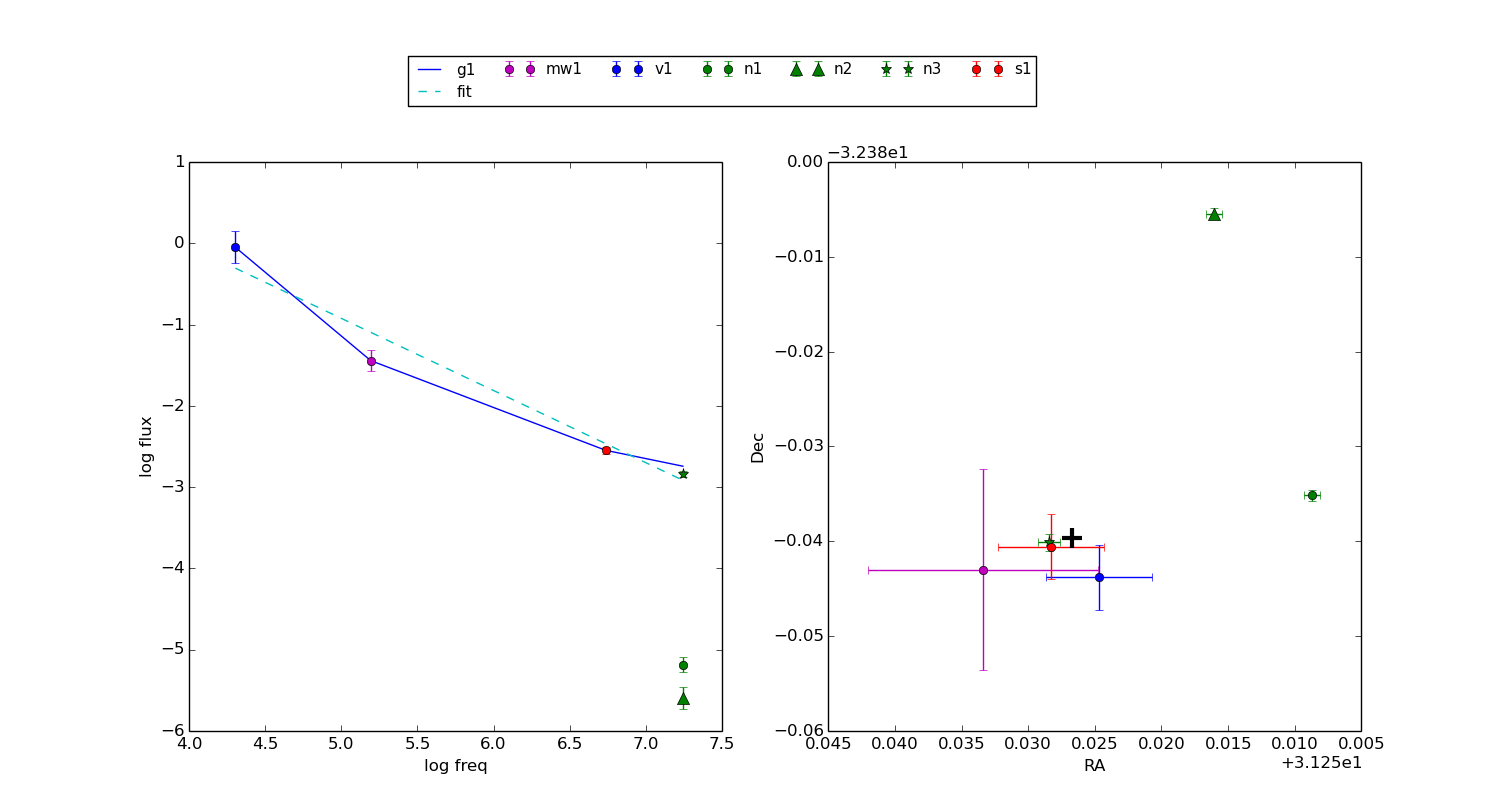 g1 mw1 v1 n1 n2 n3 s1
fit
1
0
−1
−2
−3
−4
−5
−6
log flux
4.0 4.5 5.0 5.5 6.0 6.5 7.0 7.5
log freq
−3.238e1
0.00
−0.01
−0.02
−0.03
−0.04
−0.05
−0.06
Dec
0.045 0.040 0.035 0.030 0.025 0.020 0.015 0.010 0.005
RA
+3.125e1